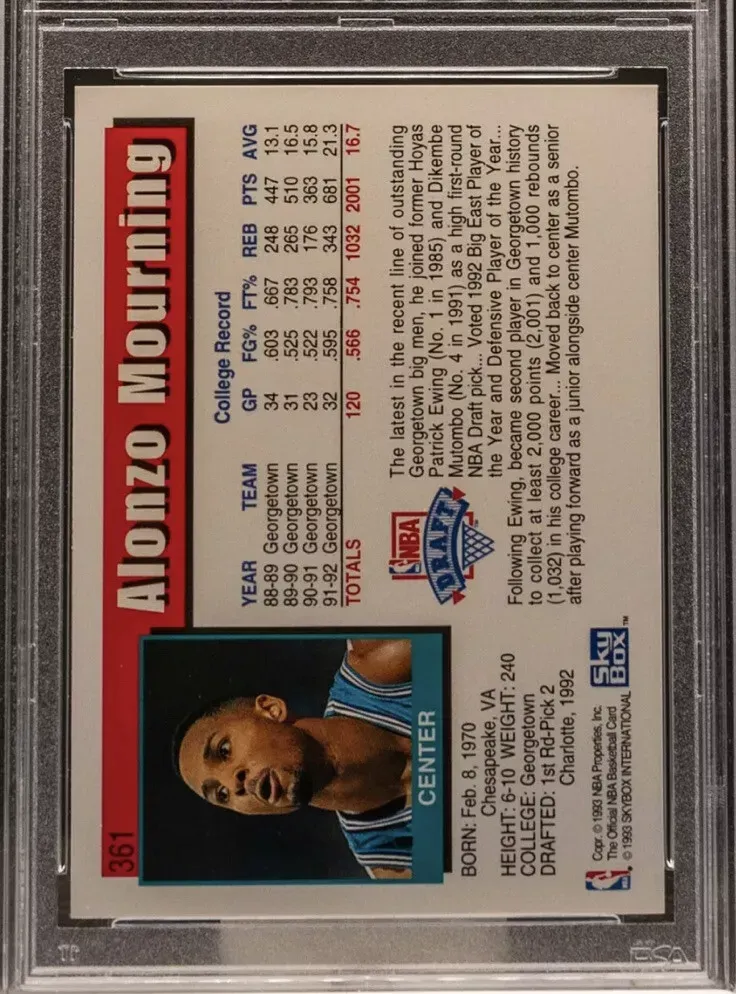 361
Alonzo Mourning
CENTER
BORN: Feb. 8, 1970
Chesapeake, VA
HEIGHT: 6-10 WEIGHT: 240
COLLEGE: Georgetown
DRAFTED: 1st Rd-Pick 2
Charlotte, 1992
College Record
YEAR TEAM GP FG% FT% REB PTS AVG
88-89 Georgetown 34 .603 .667 248 447 13.1
89-90 Georgetown 31 .525 .783 265 510 16.5
90-91 Georgetown 23 .522 .793 176 363 15.8
91-92 Georgetown 32 .595 .758 343 681 21.3
TOTALS 120 .566 .754 1032 2001 16.7
NBA
DRAFT
TM
The latest in the recent line of outstanding
Georgetown big men, he joined former Hoyas
Patrick Ewing (No. 1 in 1985) and Dikembe
Mutombo (No. 4 in 1991) as a high first-round
NBA Draft pick... Voted 1992 Big East Player of
the Year and Defensive Player of the Year...
Following Ewing, became second player in Georgetown history
to collect at least 2,000 points (2,001) and 1,000 rebounds
(1,032) in his college career... Moved back to center as a senior
after playing forward as a junior alongside center Mutombo.
NBA
Copr. © 1993 NBA Properties, Inc.
The Official NBA Basketball Card
© 1993 SKYBOX INTERNATIONAL
Sky
BOX
TM
PSA